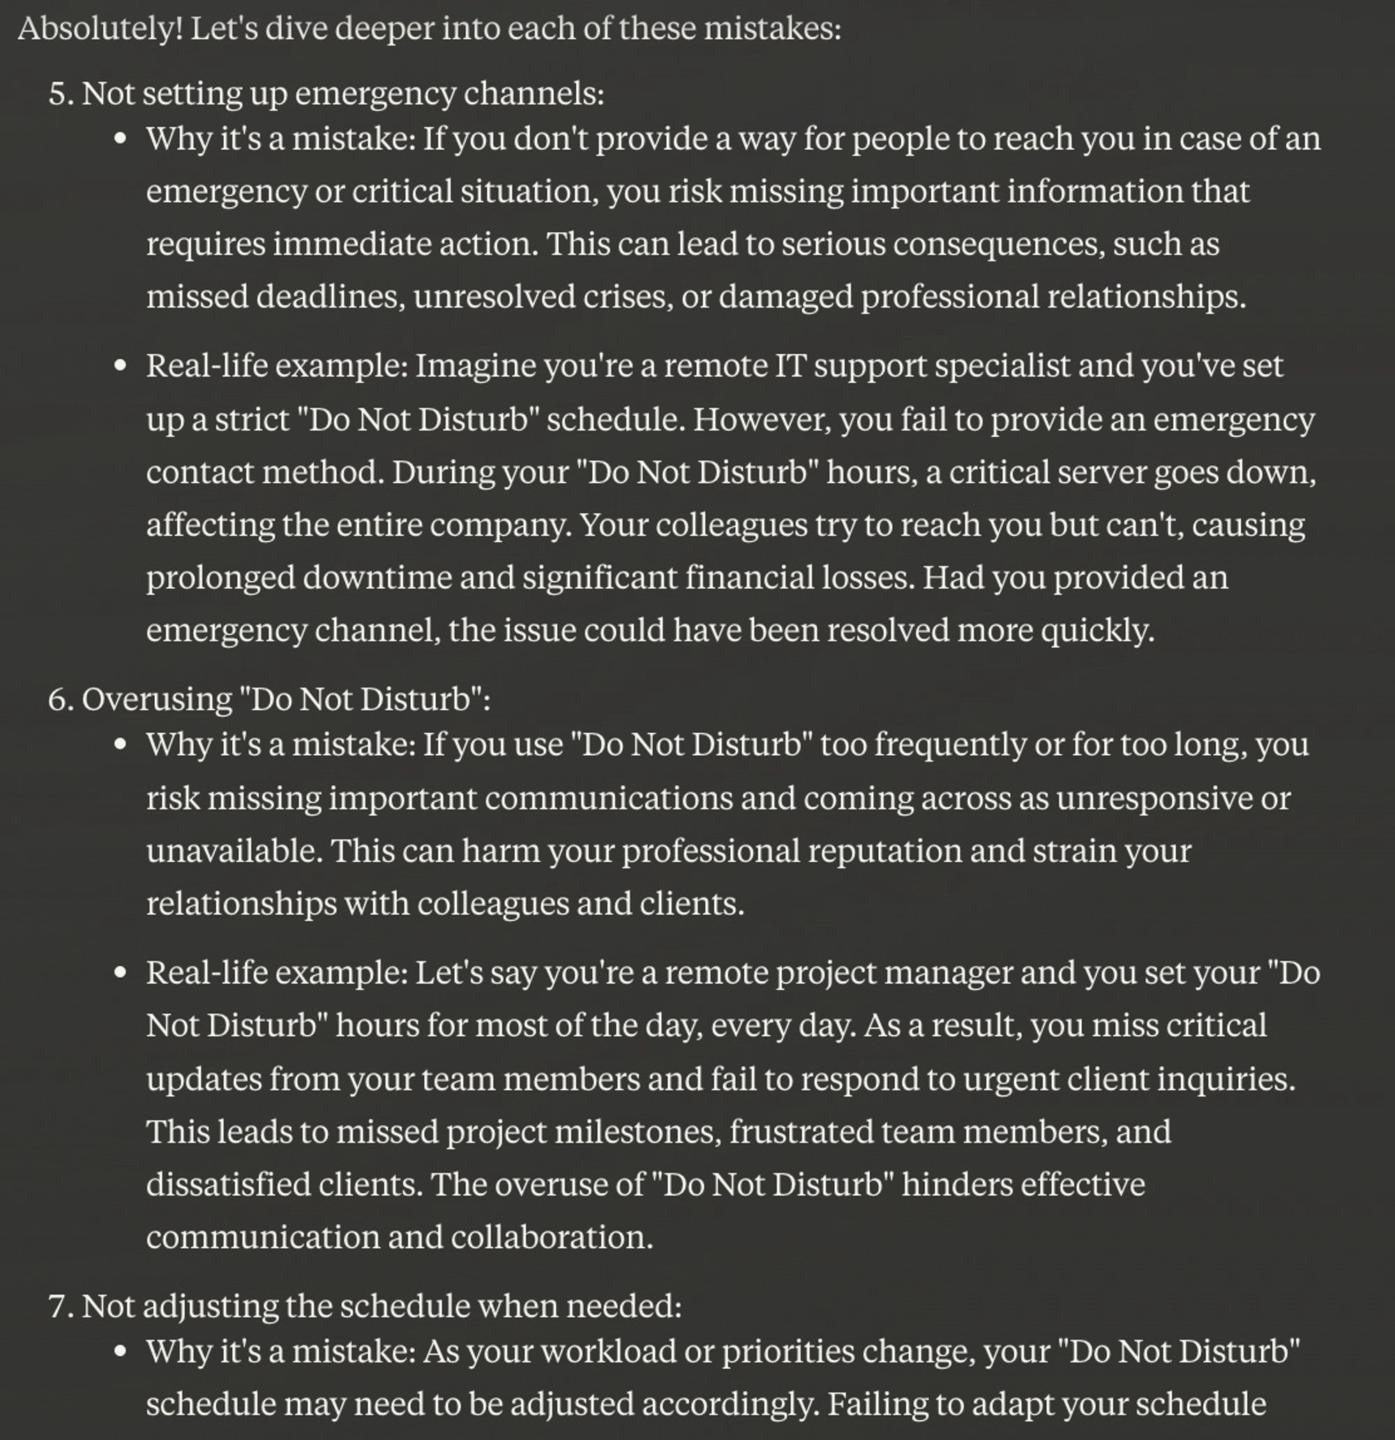 Absolutely! Let's dive deeper into each of these mistakes:
5. Not setting up emergency channels:
• Why it's a mistake: If you don't provide a way for people to reach you in case of an
emergency or critical situation, you risk missing important information that
requires immediate action. This can lead to serious consequences, such as
missed deadlines, unresolved crises, or damaged professional relationships.
• Real-life example: Imagine you're a remote IT support specialist and you've set
up a strict "Do Not Disturb" schedule. However, you fail to provide an emergency
contact method. During your "Do Not Disturb" hours, a critical server goes down,
affecting the entire company. Your colleagues try to reach you but can't, causing
prolonged downtime and significant financial losses. Had you provided an
emergency channel, the issue could have been resolved more quickly.
6. Overusing "Do Not Disturb":
• Why it's a mistake: If you use "Do Not Disturb" too frequently or for too long, you
risk missing important communications and coming across as unresponsive or
unavailable. This can harm your professional reputation and strain your
relationships with colleagues and clients.
• Real-life example: Let's say you're a remote project manager and you set your "Do
Not Disturb" hours for most of the day, every day. As a result, you miss critical
updates from your team members and fail to respond to urgent client inquiries.
This leads to missed project milestones, frustrated team members, and
dissatisfied clients. The overuse of "Do Not Disturb" hinders effective
communication and collaboration.
7. Not adjusting the schedule when needed:
• Why it's a mistake: As your workload or priorities change, your "Do Not Disturb"
schedule may need to be adjusted accordingly. Failing to adapt your schedule